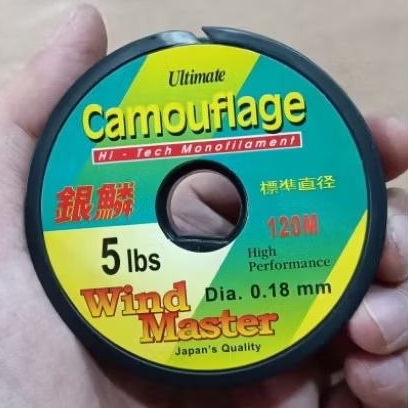 Ultimate
Camouflage
Hi - Tech Monofilament
銀鱗
標準直径
120M
5 lbs
High
Performance
Wind
Master
Dia. 0.18 mm
Japan's Quality